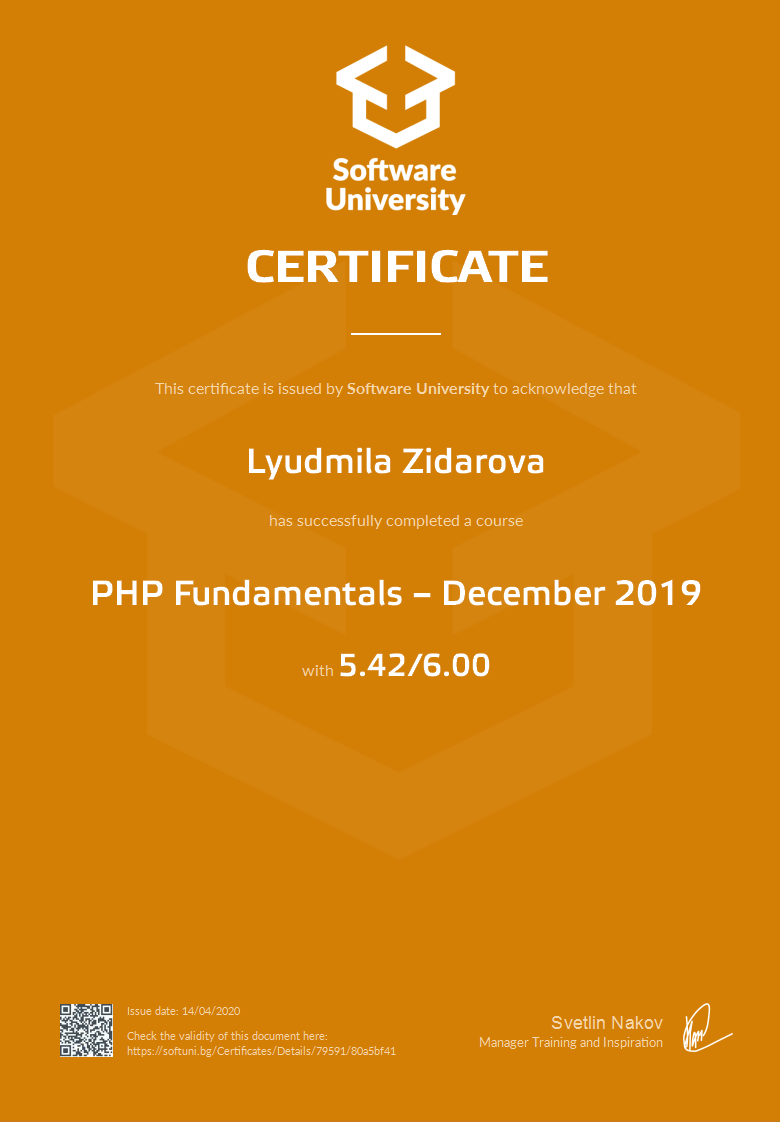 Software
University
CERTIFICATE
This certificate is issued by Software University to acknowledge that
Lyudmila Zidarova
has successfully completed a course
PHP Fundamentals – December 2019
with 5.42/6.00
Issue date: 14/04/2020
Check the validity of this document here:
https://softuni.bg/Certificates/Details/79591/80a5bf41
Svetlin Nakov
Manager Training and Inspiration